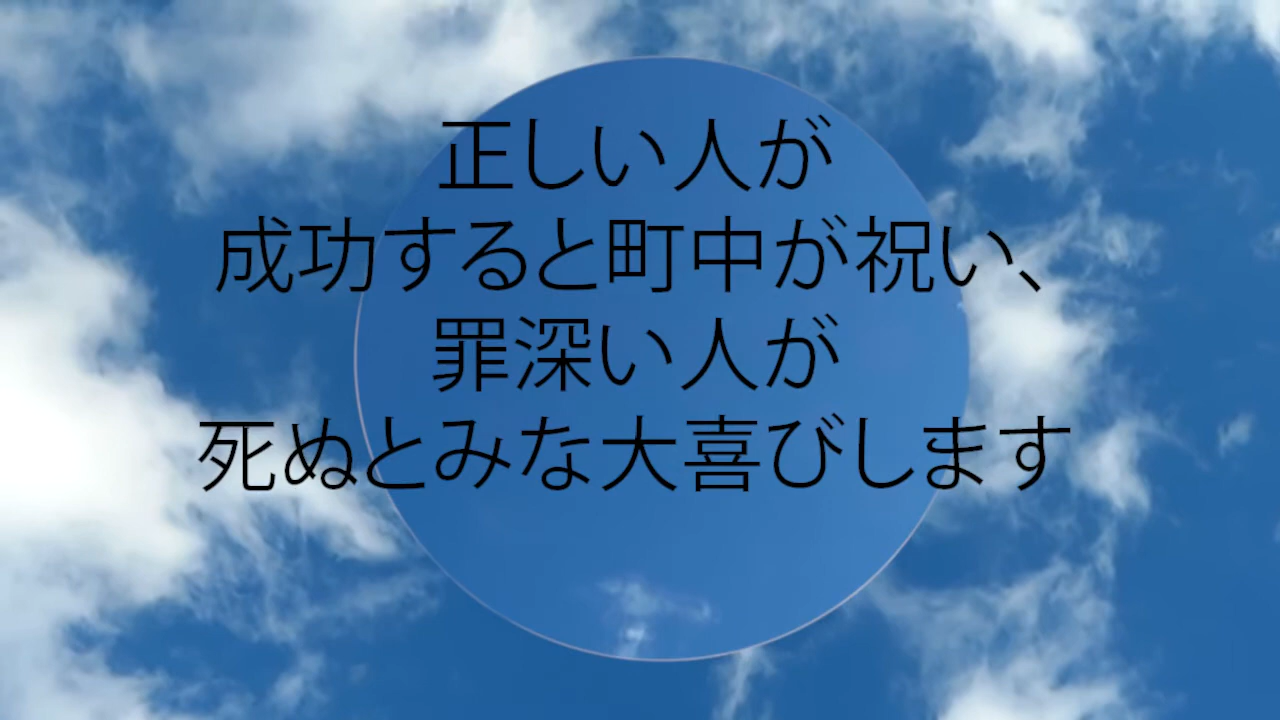 正しい人が
成功すると町中が祝い、
罪深い人が
死ぬとみな大喜びします